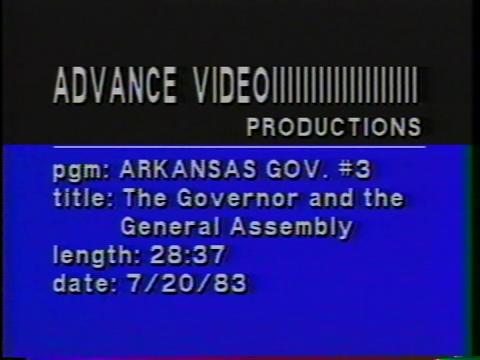 ADVANCE VIDEO
PRODUCTIONS
pgm: ARKANSAS GOV. #3
title: The Governor and the
General Assembly
length: 28:37
date: 7/20/83